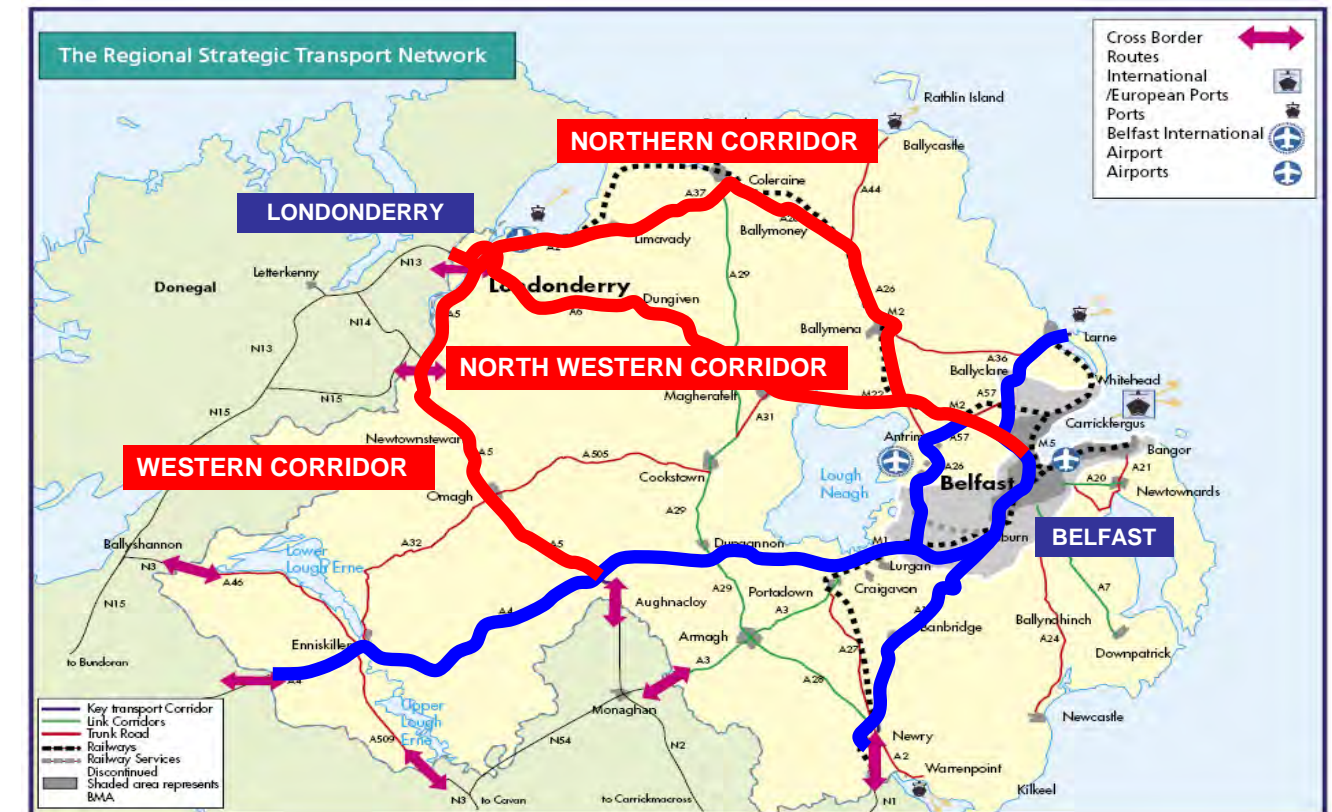 The Regional Strategic Transport Network
Cross Border
Routes
International
/European Ports
Ports
Belfast International
Airport
Airports
Rathlin Island
Ballycastle
NORTHERN CORRIDOR
Coleraine
A37
A44
LONDONDERRY
Limavady
Ballymoney
A2
N13
Letterkenny
Londonderry
A29
Donegal
Dungiven
A26
A5
A6
M2
N14
Ballymena
Larne
N13
NORTH WESTERN CORRIDOR
A36
Ballyclare
Whitehead
N15
Magherafelt
M22
A57
N15
M2
A31
Carrickfergus
Antrim
A57
M5
Bangor
WESTERN CORRIDOR
A5
A505
A26
A21
Lough
Neagh
Belfast
A20
Cookstown
Newtownards
Omagh
A29
BELFAST
Ballyshannon
A32
A5
Dungannon
M1
Lower
Lough Erne
Lurgan
N3
A46
A29
Portadown
Craigavon
A7
N15
Aughnacloy
A3
A4
Armagh
Banbridge
Ballynahinch
Enniskillen
A24
to Bundoran
A3
A27
Downpatrick
A4
A28
Key transport Corridor
Link Corridors
Trunk Road
Railways
Railway Services
Discontinued
Shaded area represents
BMA
Upper
Lough
Erne
Monaghan
Newcastle
A509
N54
Newry
N2
A2
Warrenpoint
Kilkeel
N3
to Cavan
to Carrickmacross
N1